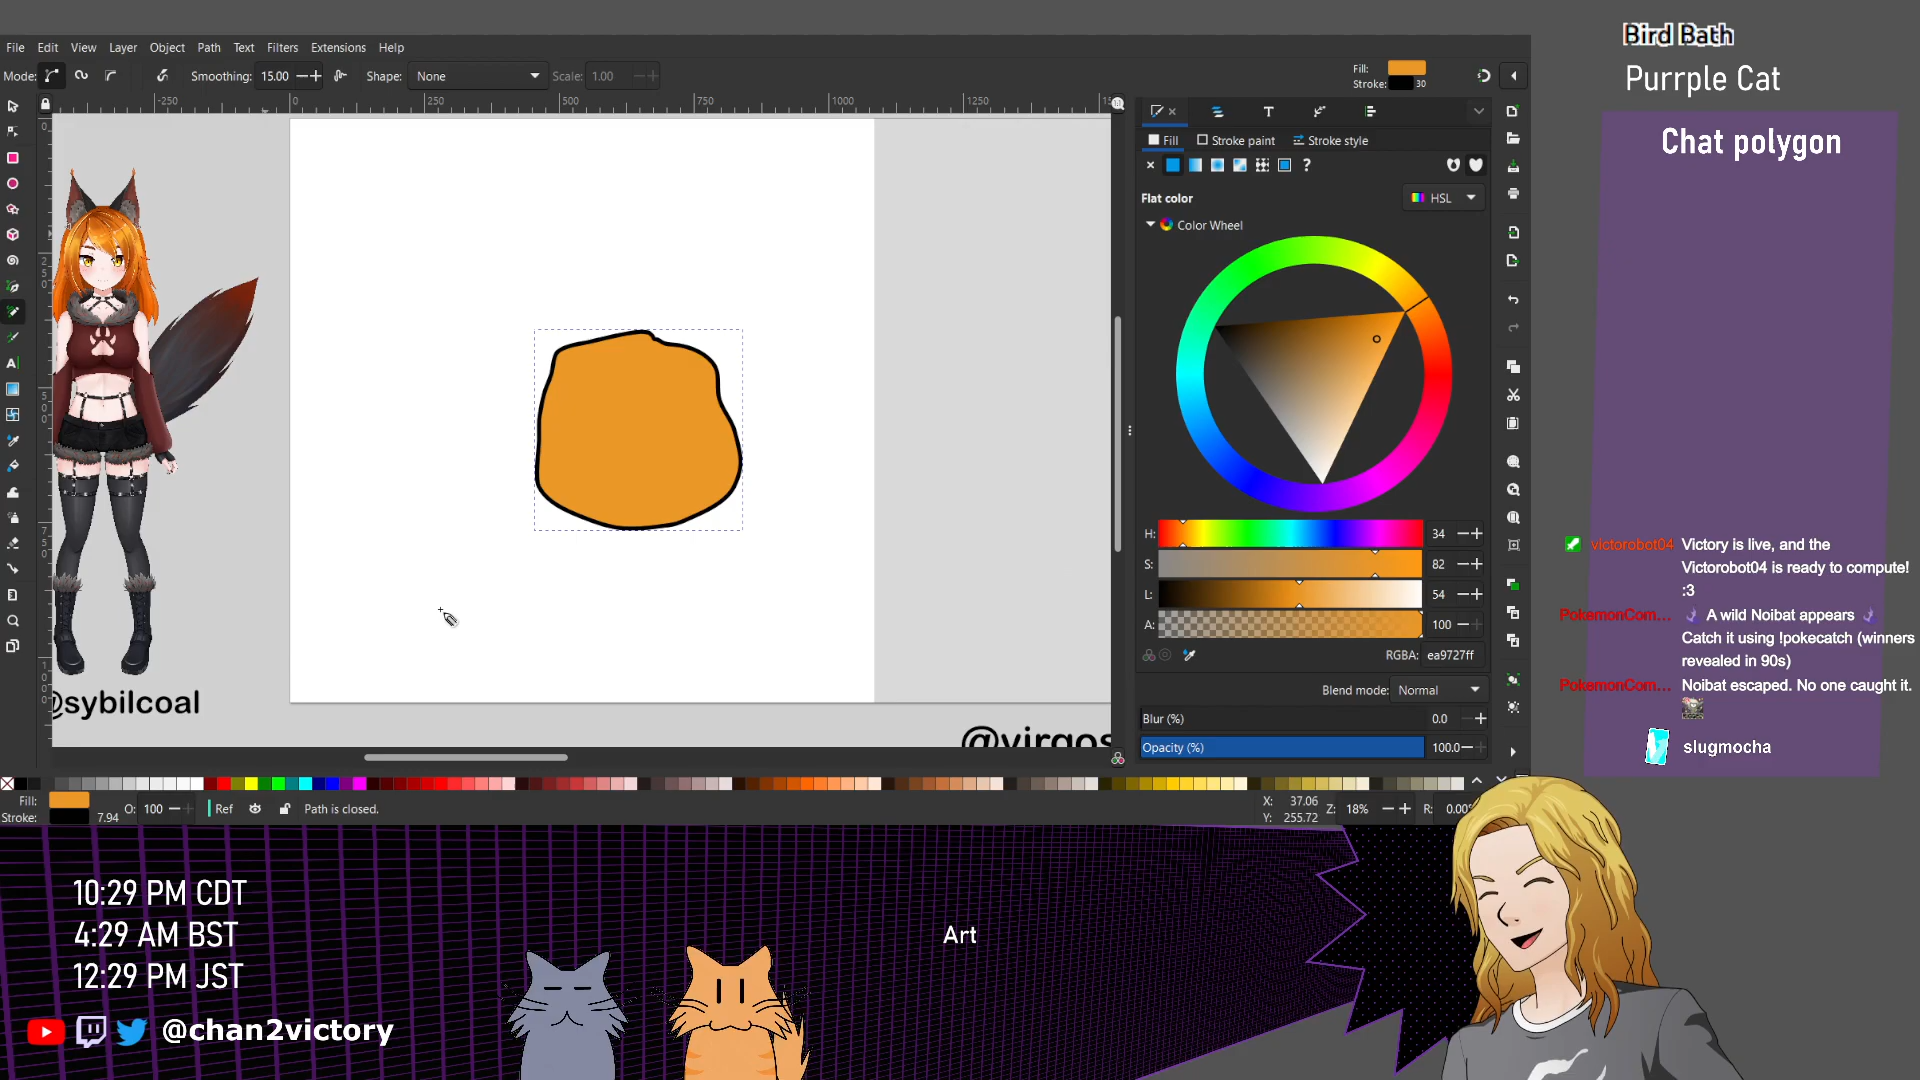 Bird Bath
Purrple Cat
File Edit View Layer Object Path Text Filters Extensions Help
Mode: Smoothing: 15.00 Shape: None Scale: 1.00
Fill:
Stroke: 30
-250 0 250 500 750 1000 1250
Fill Stroke paint Stroke style
Flat color HSL
Color Wheel
H: 34
S: 82
L: 54
A: 100
RGBA: ea9727ff
Blend mode: Normal
Blur (%) 0.0
Opacity (%) 100.0
@sybilcoal
Fill:
Stroke: 7.94
O: 100 Ref Path is closed.
X: 37.06
Y: 255.72
Z: 18% R:
Chat polygon
victorobot04 Victory is live, and the
Victorobot04 is ready to compute!
:3
PokemonCom... A wild Noibat appears
Catch it using !pokecatch (winners
revealed in 90s)
PokemonCom... Noibat escaped. No one caught it.
slugmocha
10:29 PM CDT
4:29 AM BST
12:29 PM JST
@chan2victory
Art